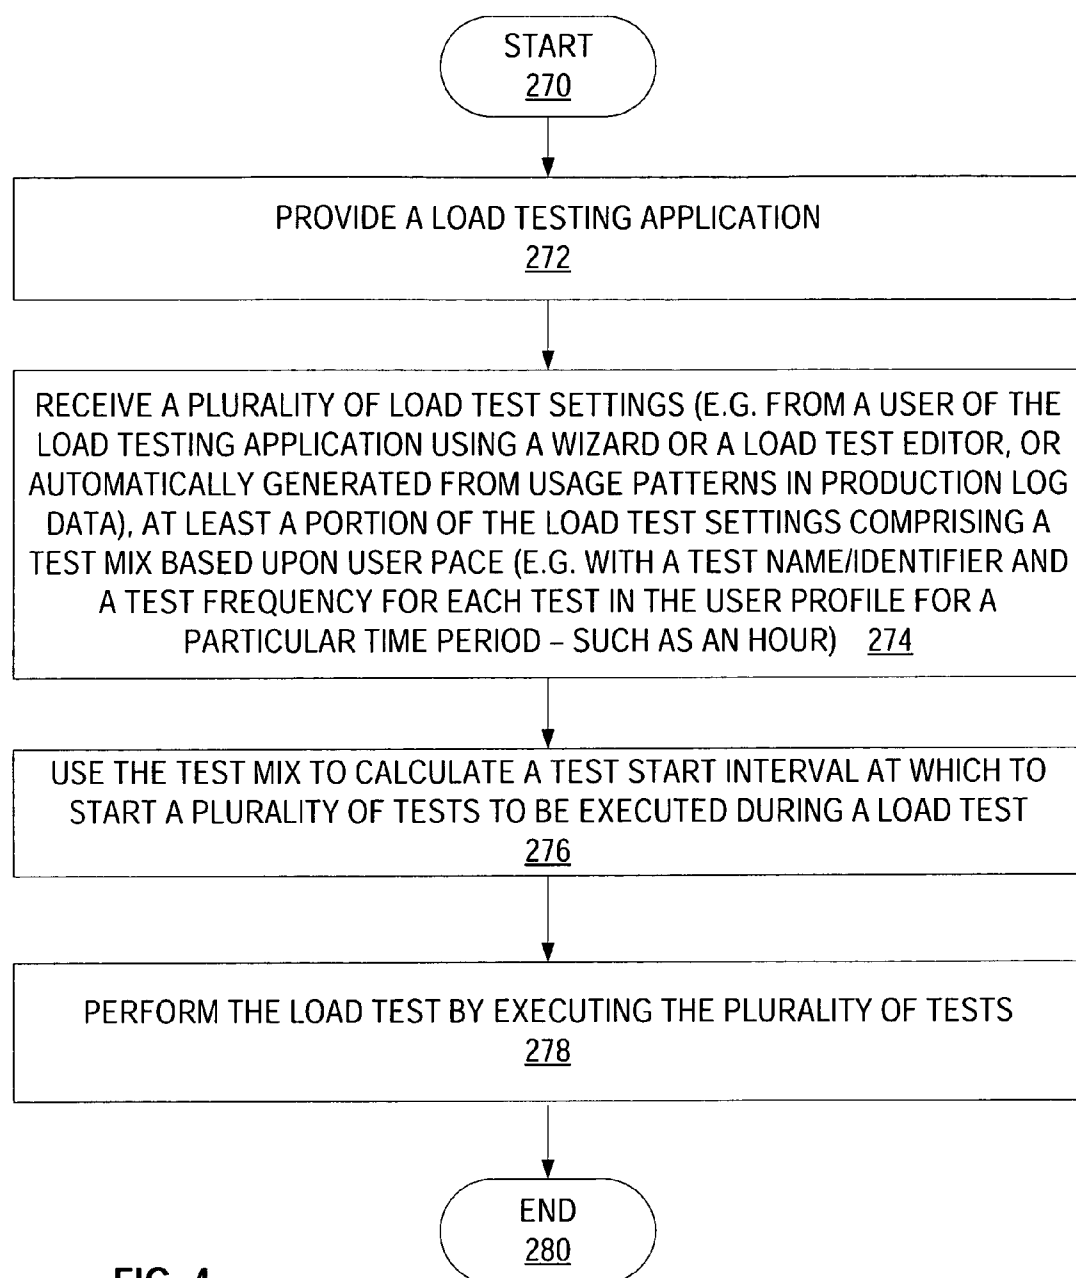 START
270
PROVIDE A LOAD TESTING APPLICATION
272
RECEIVE A PLURALITY OF LOAD TEST SETTINGS (E.G. FROM A USER OF THE
LOAD TESTING APPLICATION USING A WIZARD OR A LOAD TEST EDITOR, OR
AUTOMATICALLY GENERATED FROM USAGE PATTERNS IN PRODUCTION LOG
DATA), AT LEAST A PORTION OF THE LOAD TEST SETTINGS COMPRISING A
TEST MIX BASED UPON USER PACE (E.G. WITH A TEST NAME/IDENTIFIER AND
A TEST FREQUENCY FOR EACH TEST IN THE USER PROFILE FOR A
PARTICULAR TIME PERIOD – SUCH AS AN HOUR) 274
USE THE TEST MIX TO CALCULATE A TEST START INTERVAL AT WHICH TO
START A PLURALITY OF TESTS TO BE EXECUTED DURING A LOAD TEST
276
PERFORM THE LOAD TEST BY EXECUTING THE PLURALITY OF TESTS
278
END
280
FIG. 4